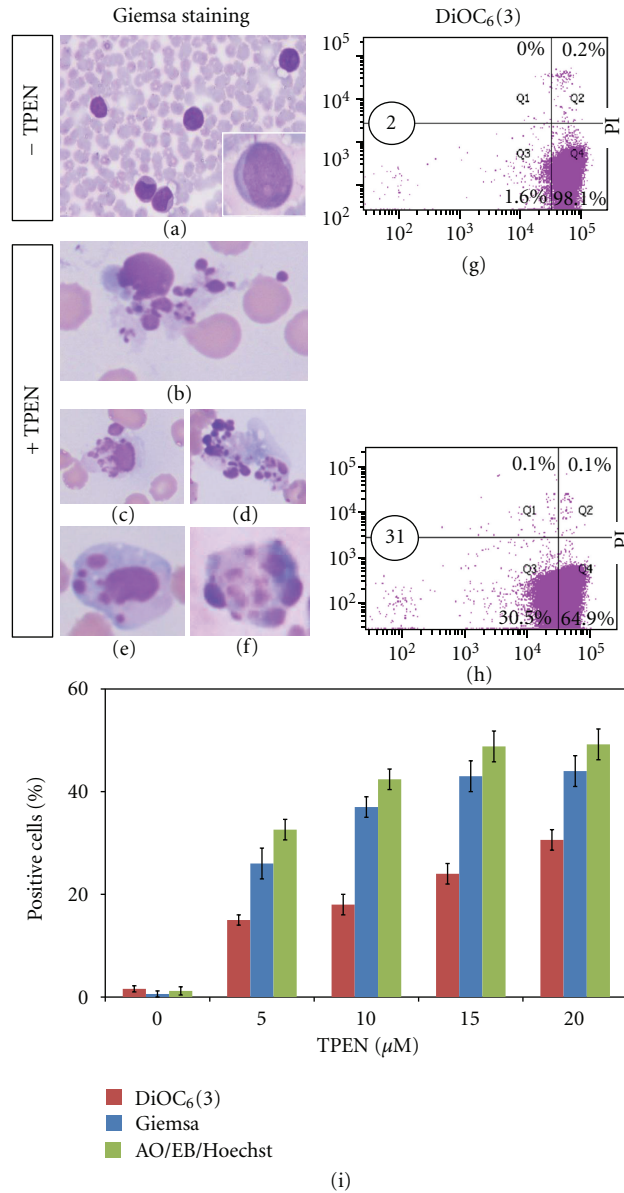 Giemsa staining
DiOC6(3)
− TPEN
(a)
+ TPEN
(b)
(c)
(d)
(e)
(f)
0%
0.2%
10^5
10^4
10^3
10^2
Q1
Q2
2
PI
Q3
Q4
1.6%
98.1%
10^2
10^3
10^4
10^5
(g)
0.1%
0.1%
10^5
10^4
10^3
10^2
Q1
Q2
31
PI
Q3
Q4
30.5%
64.9%
10^2
10^3
10^4
10^5
(h)
60
40
20
0
Positive cells (%)
0
5
10
15
20
TPEN (μM)
DiOC6(3)
Giemsa
AO/EB/Hoechst
(i)